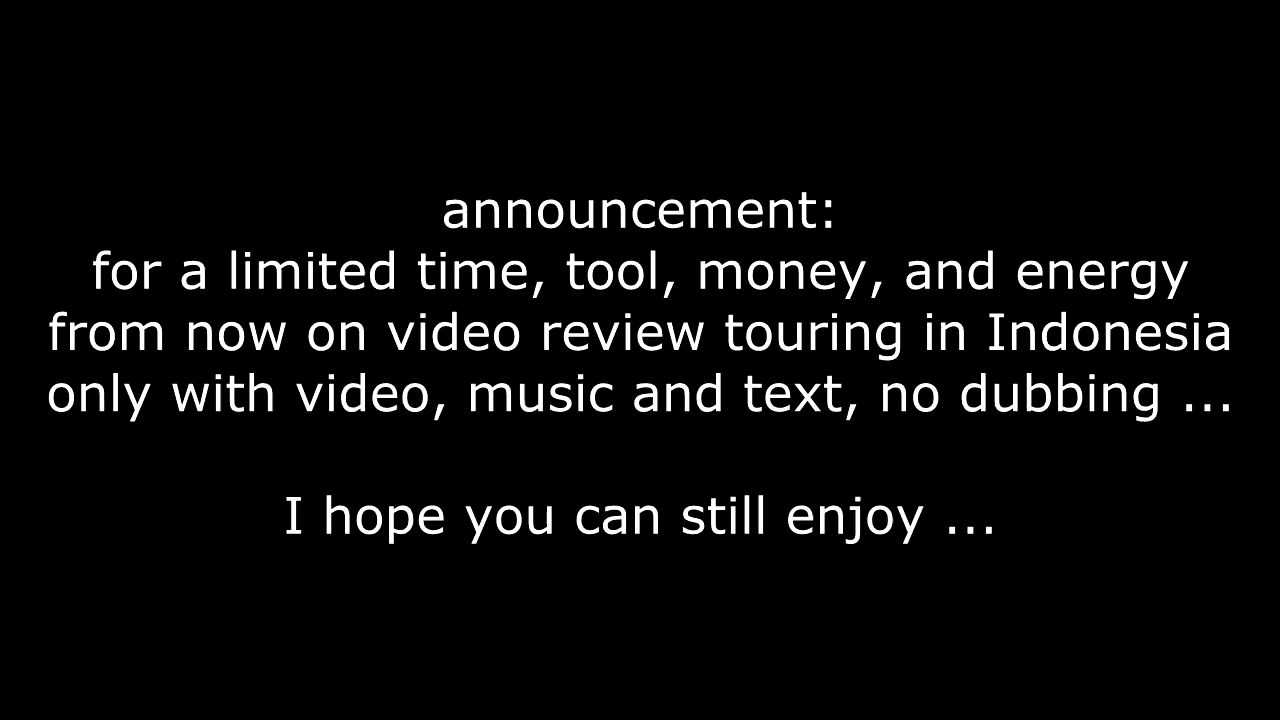 announcement:
for a limited time, tool, money, and energy
from now on video review touring in Indonesia
only with video, music and text, no dubbing ...
I hope you can still enjoy ...